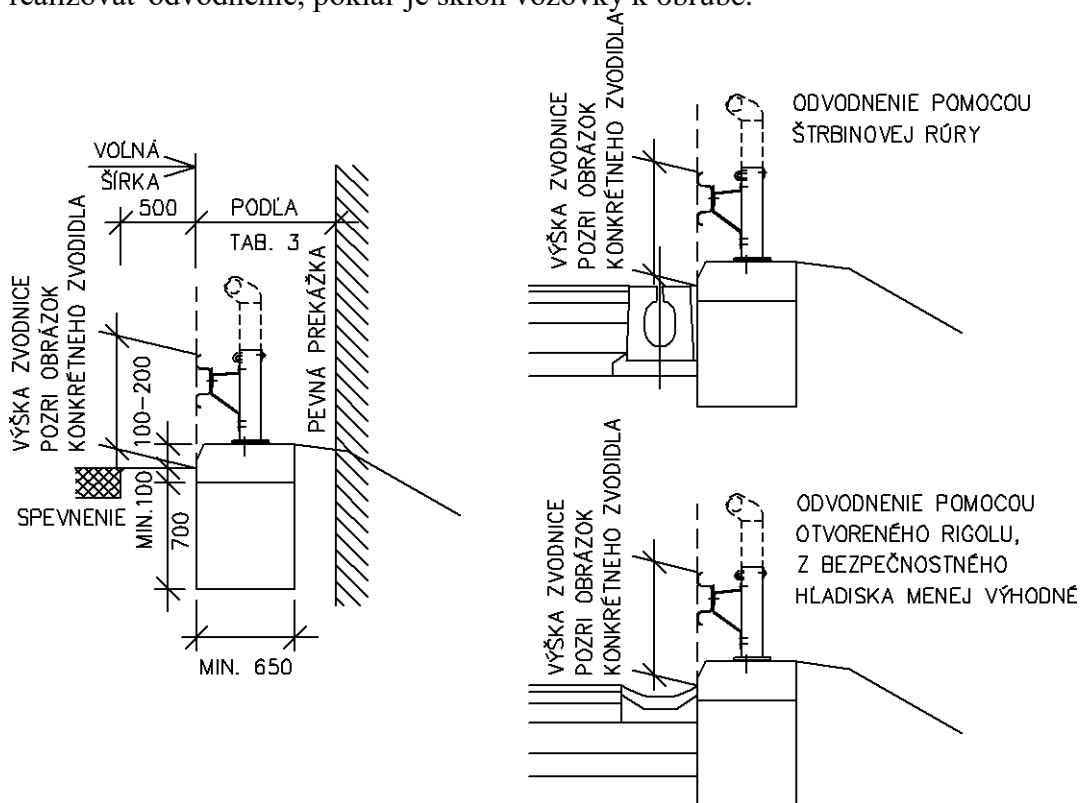 realizovať odvodnenie, pokiaľ je sklon vozovky k obrube.
VOĽNÁ
ŠÍRKA
500
PODĽA
TAB. 3
VÝŠKA ZVODNICE
POZRI OBRÁZOK
KONKRÉTNEHO ZVODIDLA
100–200
MIN.100
700
PEVNÁ PREKÁŽKA
SPEVNENIE
MIN. 650
VÝŠKA ZVODNICE
POZRI OBRÁZOK
KONKRÉTNEHO ZVODIDLA
ODVODNENIE POMOCOU
ŠTRBINOVEJ RÚRY
VÝŠKA ZVODNICE
POZRI OBRÁZOK
KONKRÉTNEHO ZVODIDLA
ODVODNENIE POMOCOU
OTVORENÉHO RIGOLU,
Z BEZPEČNOSTNÉHO
HĽADISKA MENEJ VÝHODNÉ